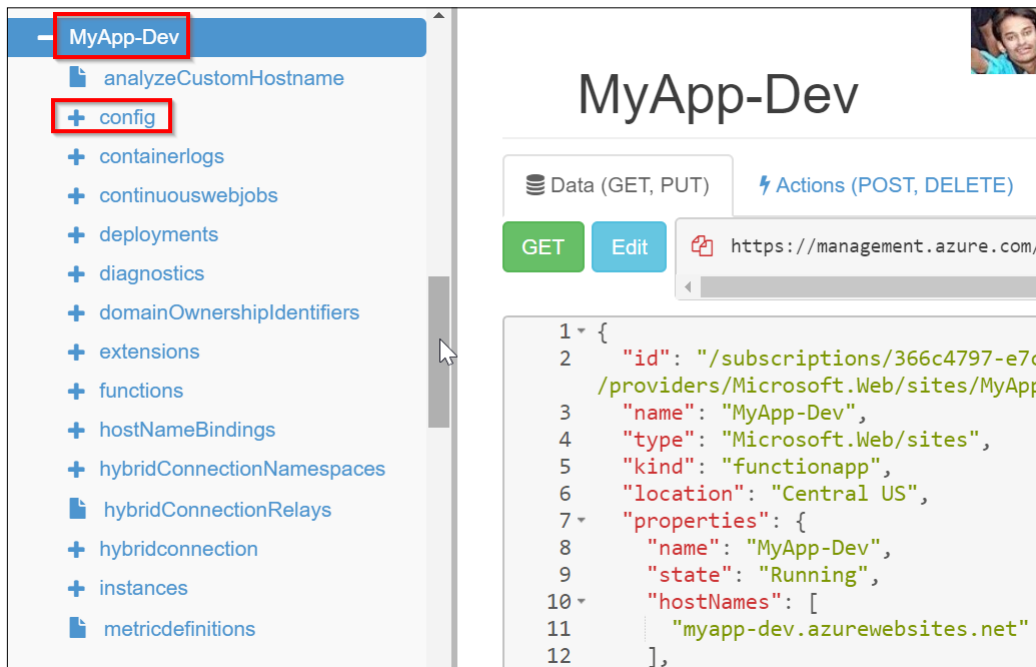 MyApp-Dev
analyzeCustomHostname
config
containerlogs
continuouswebjobs
deployments
diagnostics
domainOwnershipIdentifiers
extensions
functions
hostNameBindings
hybridConnectionNamespaces
hybridConnectionRelays
hybridconnection
instances
metricdefinitions
MyApp-Dev
Data (GET, PUT)
Actions (POST, DELETE)
GET
Edit
https://management.azure.com/
1 {
2 "id": "/subscriptions/366c4797-e7c
/providers/Microsoft.Web/sites/MyApp
3 "name": "MyApp-Dev",
4 "type": "Microsoft.Web/sites",
5 "kind": "functionapp",
6 "location": "Central US",
7 "properties": {
8 "name": "MyApp-Dev",
9 "state": "Running",
10 "hostNames": [
11 "myapp-dev.azurewebsites.net"
12 ],